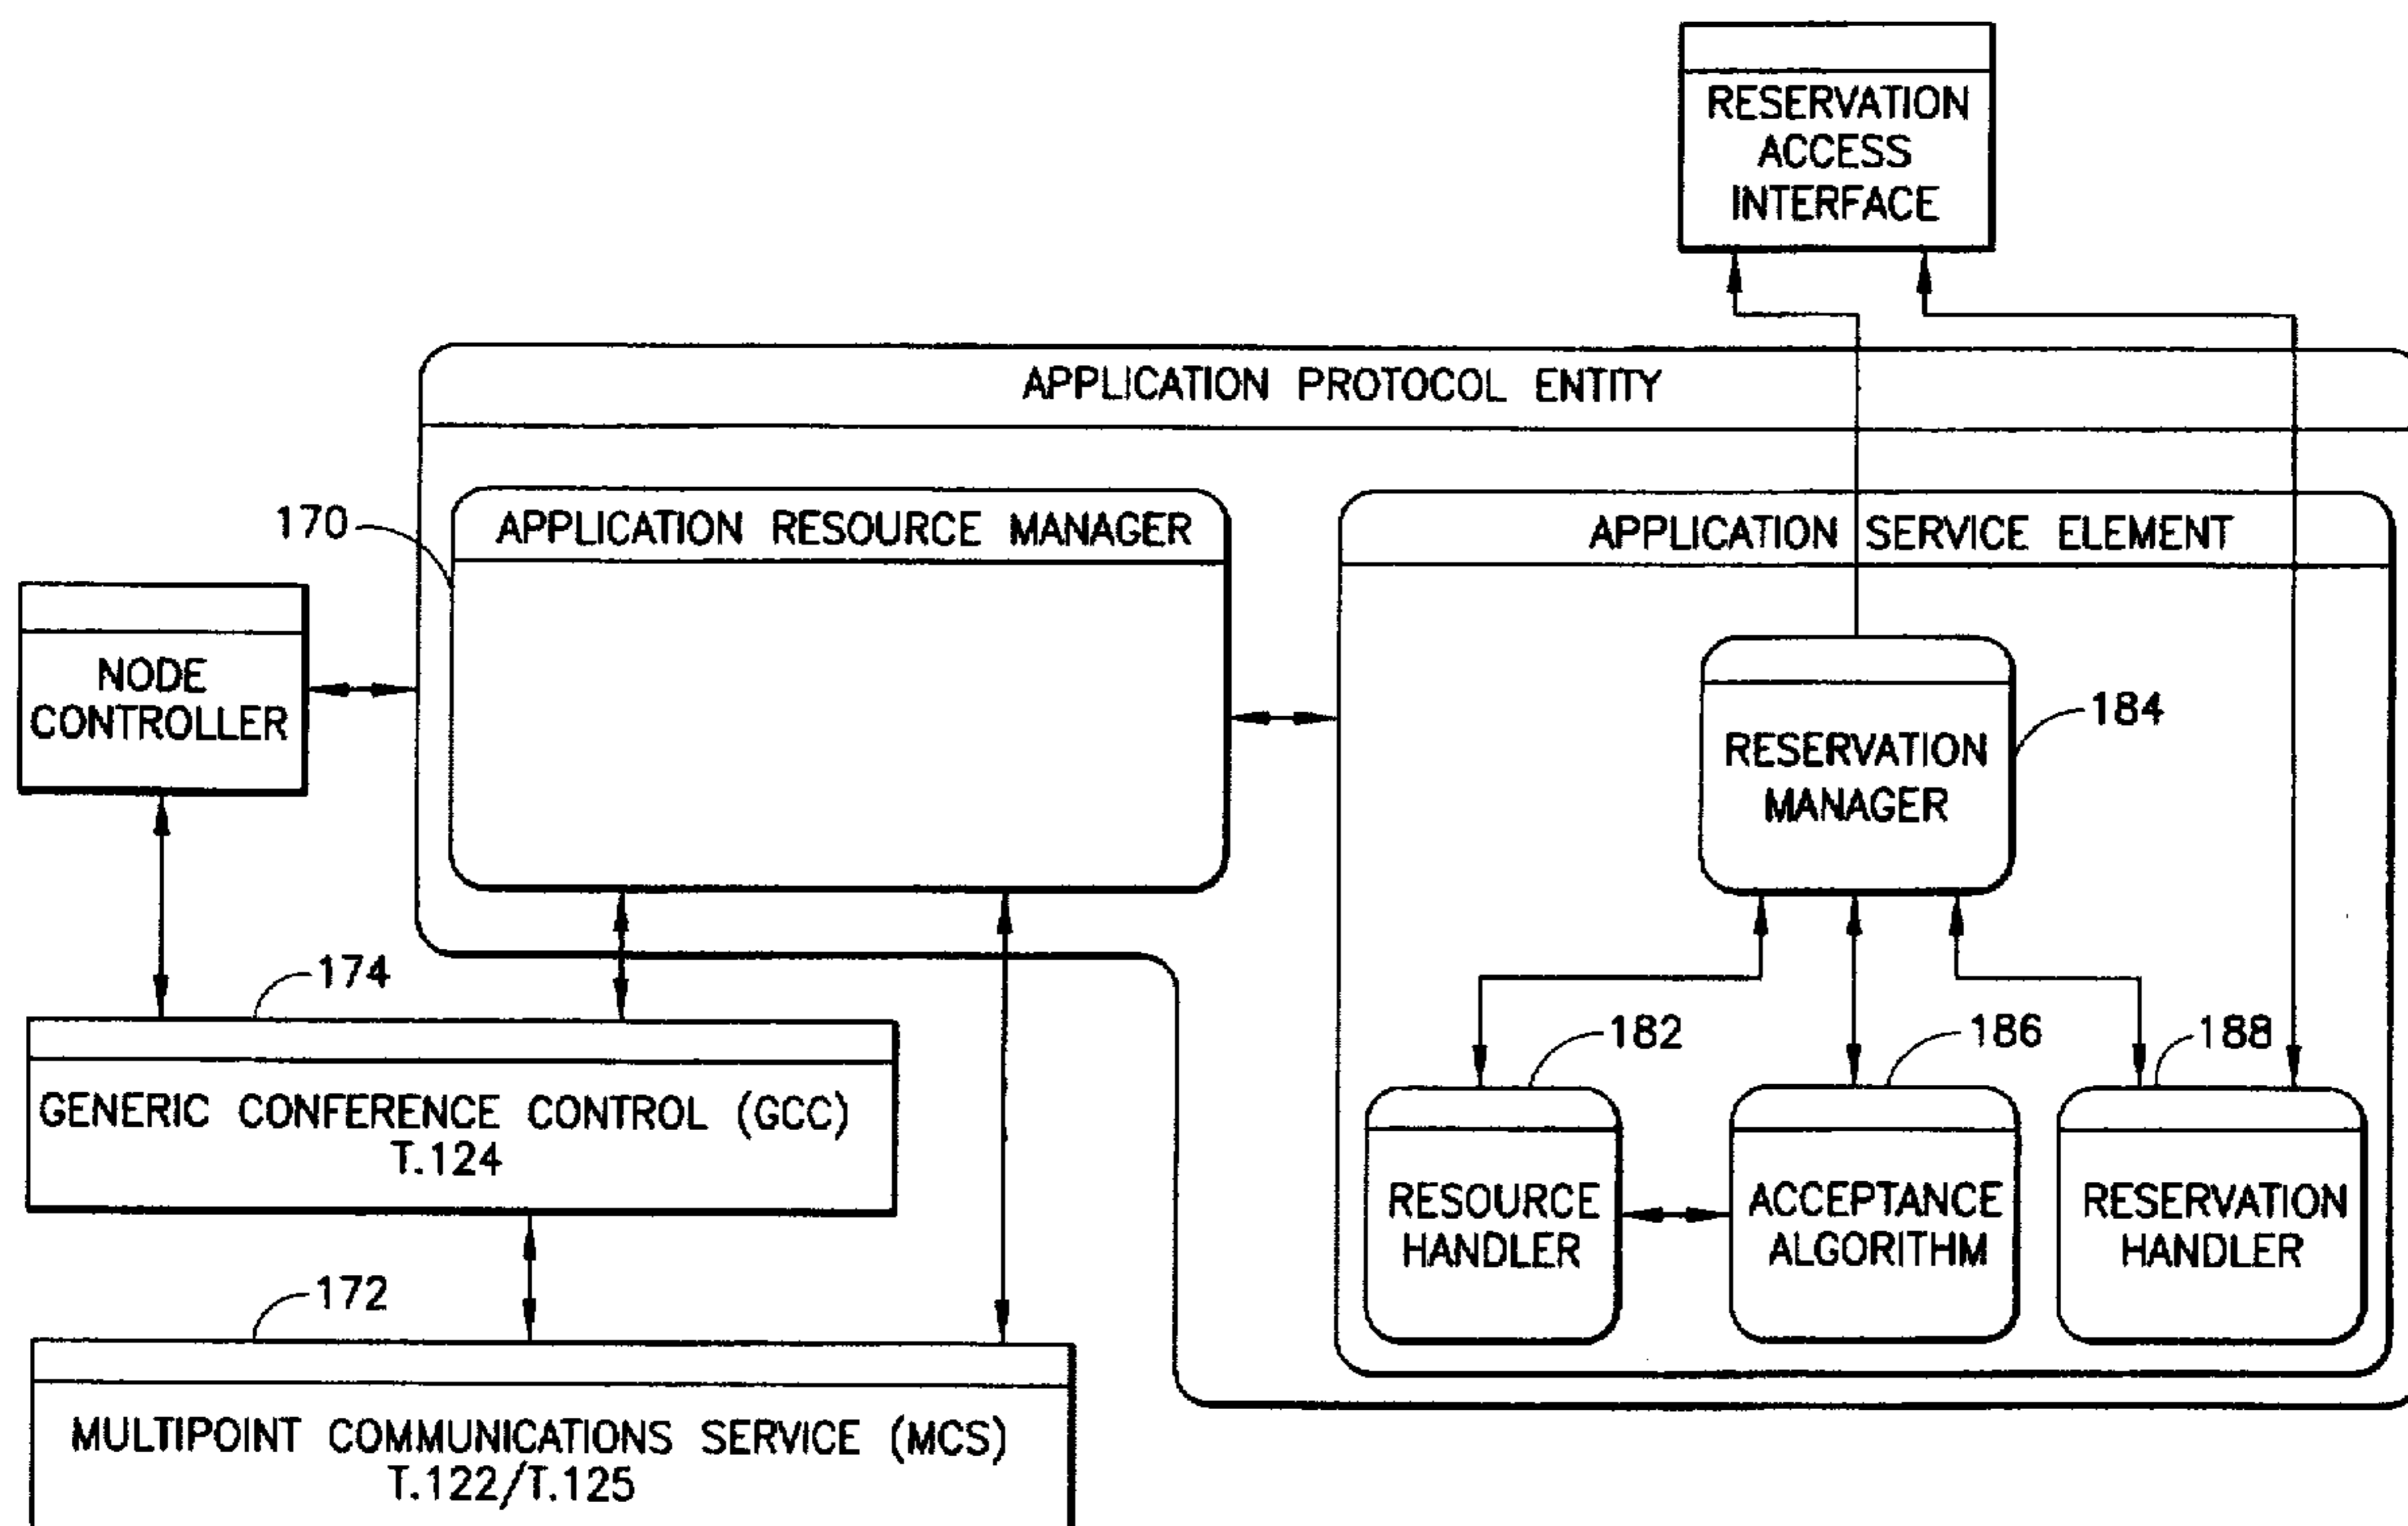 RESERVATION
ACCESS
INTERFACE
APPLICATION PROTOCOL ENTITY
170
APPLICATION RESOURCE MANAGER
APPLICATION SERVICE ELEMENT
NODE
CONTROLLER
184
RESERVATION
MANAGER
174
GENERIC CONFERENCE CONTROL (GCC)
T.124
182
186
188
RESOURCE
HANDLER
ACCEPTANCE
ALGORITHM
RESERVATION
HANDLER
172
MULTIPOINT COMMUNICATIONS SERVICE (MCS)
T.122/T.125